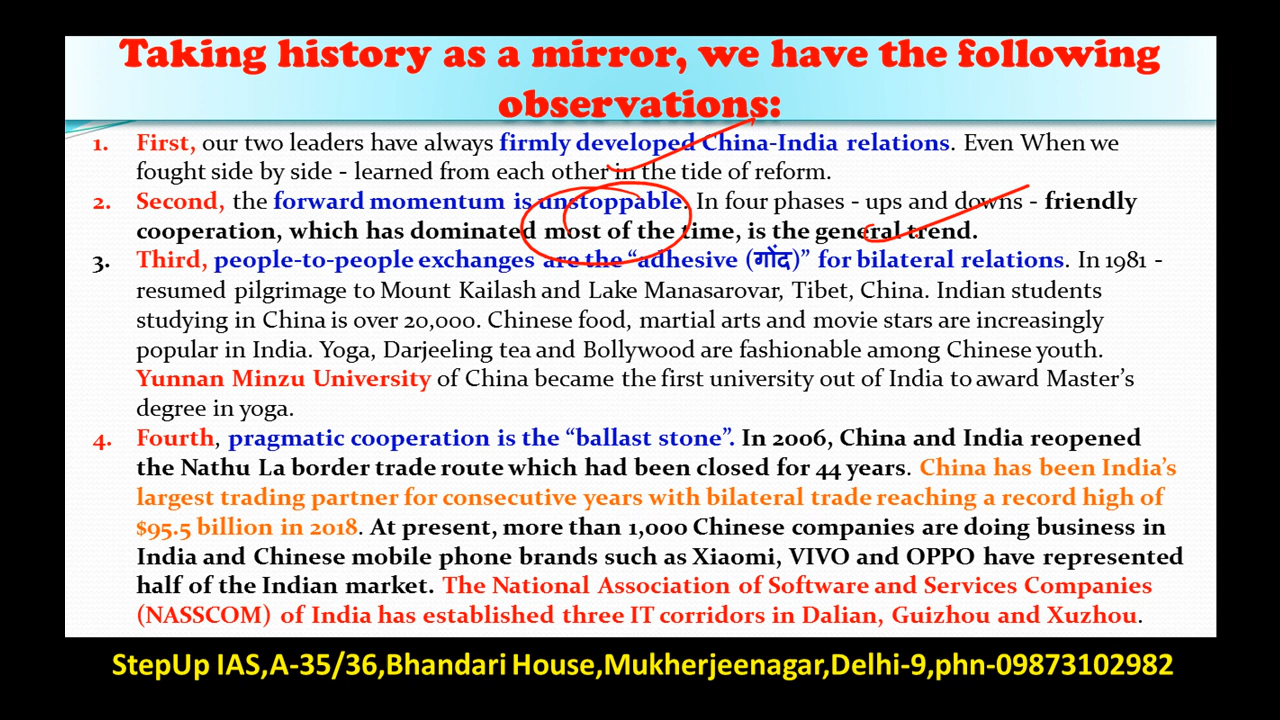 Taking history as a mirror, we have the following
observations:
1. First, our two leaders have always firmly developed China-India relations. Even When we
fought side by side - learned from each other in the tide of reform.
2. Second, the forward momentum is unstoppable. In four phases - ups and downs - friendly
cooperation, which has dominated most of the time, is the general trend.
3. Third, people-to-people exchanges are the “adhesive (गोंद)” for bilateral relations. In 1981 -
resumed pilgrimage to Mount Kailash and Lake Manasarovar, Tibet, China. Indian students
studying in China is over 20,000. Chinese food, martial arts and movie stars are increasingly
popular in India. Yoga, Darjeeling tea and Bollywood are fashionable among Chinese youth.
Yunnan Minzu University of China became the first university out of India to award Master’s
degree in yoga.
4. Fourth, pragmatic cooperation is the “ballast stone”. In 2006, China and India reopened
the Nathu La border trade route which had been closed for 44 years. China has been India’s
largest trading partner for consecutive years with bilateral trade reaching a record high of
$95.5 billion in 2018. At present, more than 1,000 Chinese companies are doing business in
India and Chinese mobile phone brands such as Xiaomi, VIVO and OPPO have represented
half of the Indian market. The National Association of Software and Services Companies
(NASSCOM) of India has established three IT corridors in Dalian, Guizhou and Xuzhou.
StepUp IAS,A-35/36,Bhandari House,Mukherjeenagar,Delhi-9,phn-09873102982